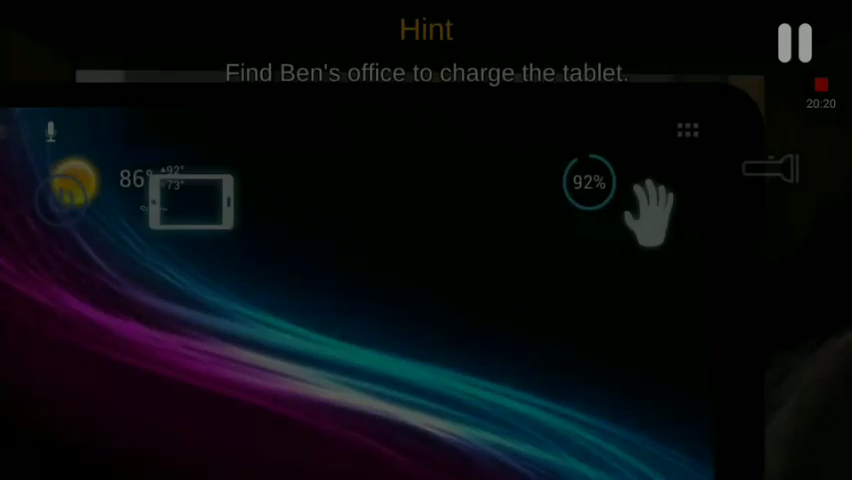 Hint
Find Ben's office to charge the tablet.
20:20
86°
▲92°
▼73°
92%